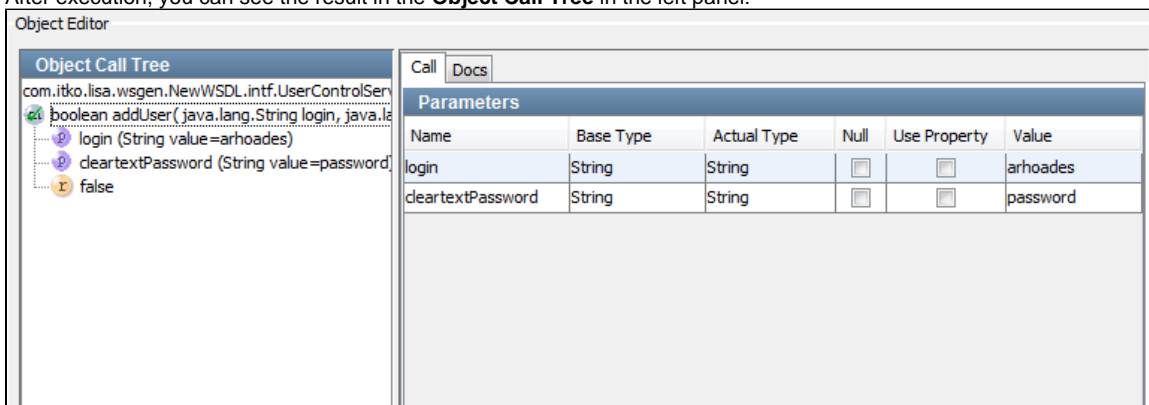 After execution, you can see the result in the Object Call Tree in the left panel.
Object Editor
Object Call Tree
com.itko.lisa.wsgen.NewWSDL.intf.UserControlServ
boolean addUser( java.lang.String login, java.la
P login (String value=arhoades)
P cleartextPassword (String value=password)
r false
Call Docs
Parameters
Name Base Type Actual Type Null Use Property Value
login String String arhoades
cleartextPassword String String password